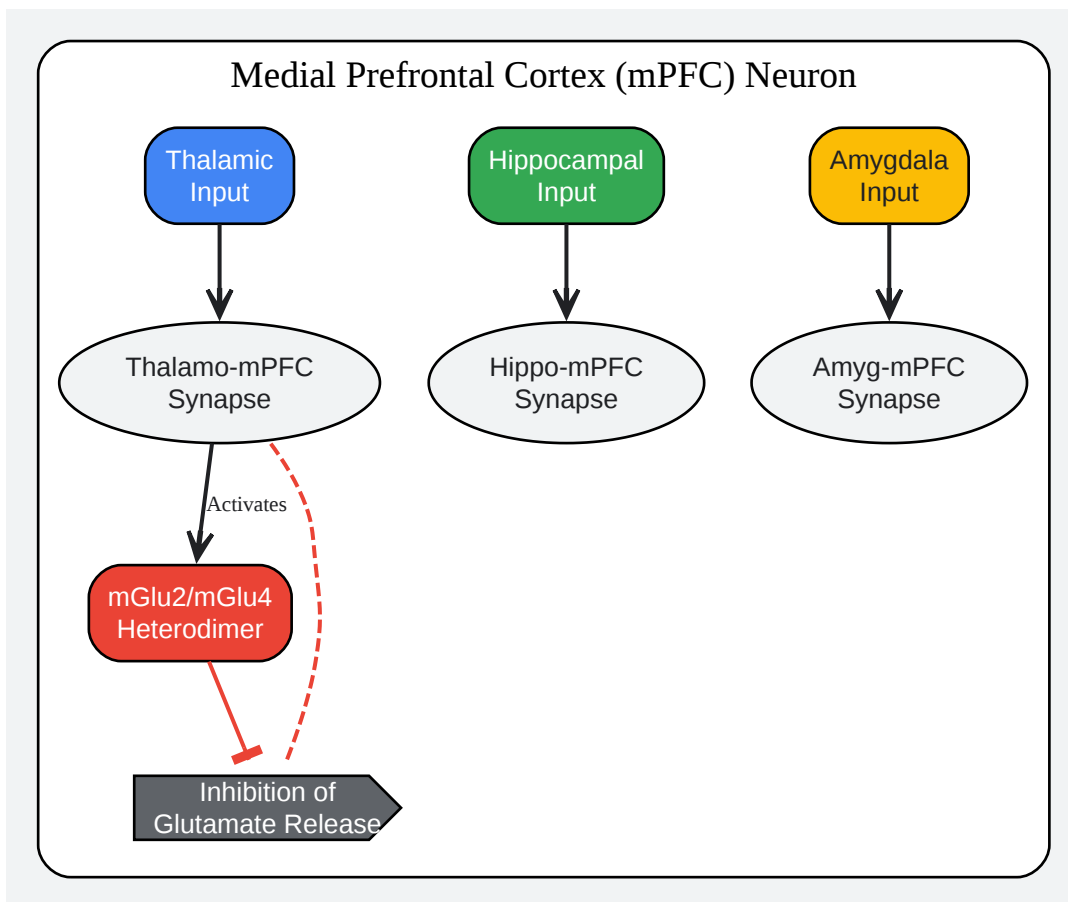 Medial Prefrontal Cortex (mPFC) Neuron
Thalamic
Input
Hippocampal
Input
Amygdala
Input
Thalamo-mPFC
Synapse
Hippo-mPFC
Synapse
Amyg-mPFC
Synapse
Activates
mGlu2/mGlu4
Heterodimer
Inhibition of
Glutamate Release